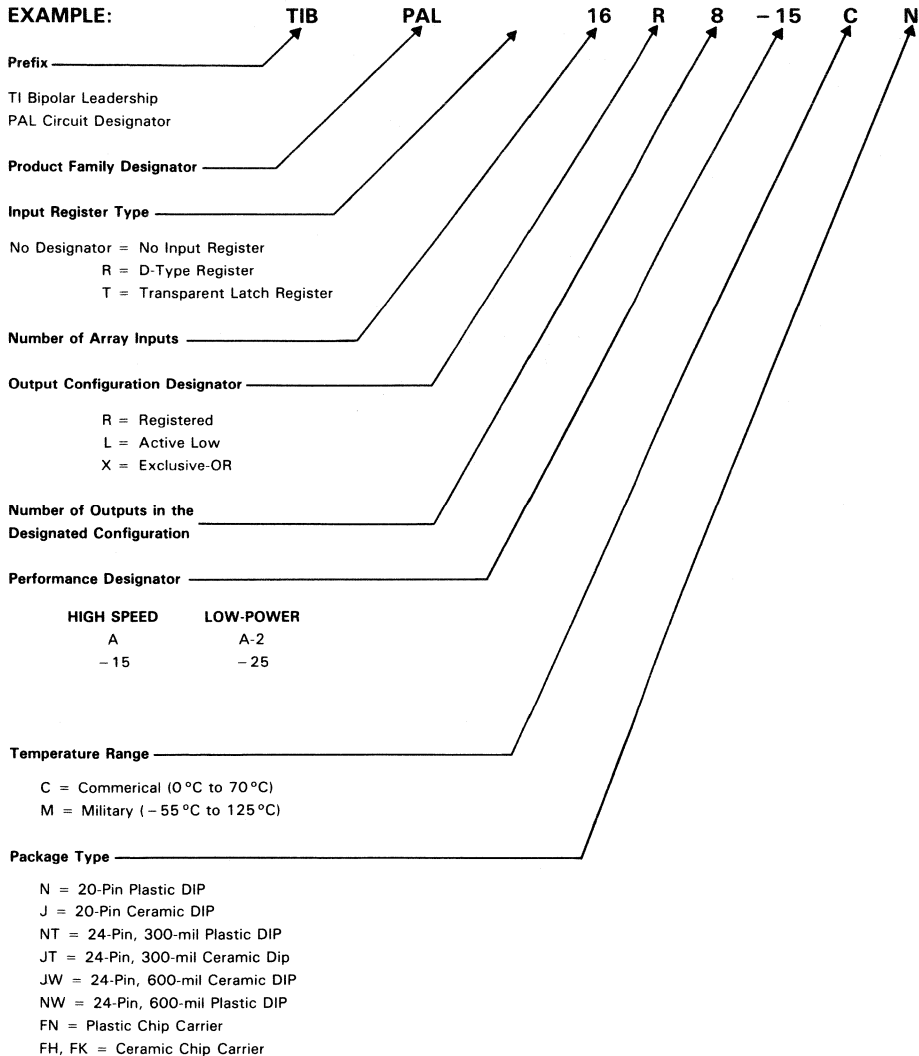 EXAMPLE: TIB PAL 16 R 8 – 15 C N
Prefix
TI Bipolar Leadership
PAL Circuit Designator
Product Family Designator
Input Register Type
No Designator = No Input Register
R = D-Type Register
T = Transparent Latch Register
Number of Array Inputs
Output Configuration Designator
R = Registered
L = Active Low
X = Exclusive-OR
Number of Outputs in the
Designated Configuration
Performance Designator
HIGH SPEED LOW-POWER
A A-2
– 15 – 25
Temperature Range
C = Commerical (0 °C to 70 °C)
M = Military ( – 55 °C to 125 °C)
Package Type
N = 20-Pin Plastic DIP
J = 20-Pin Ceramic DIP
NT = 24-Pin, 300-mil Plastic DIP
JT = 24-Pin, 300-mil Ceramic Dip
JW = 24-Pin, 600-mil Ceramic DIP
NW = 24-Pin, 600-mil Plastic DIP
FN = Plastic Chip Carrier
FH, FK = Ceramic Chip Carrier